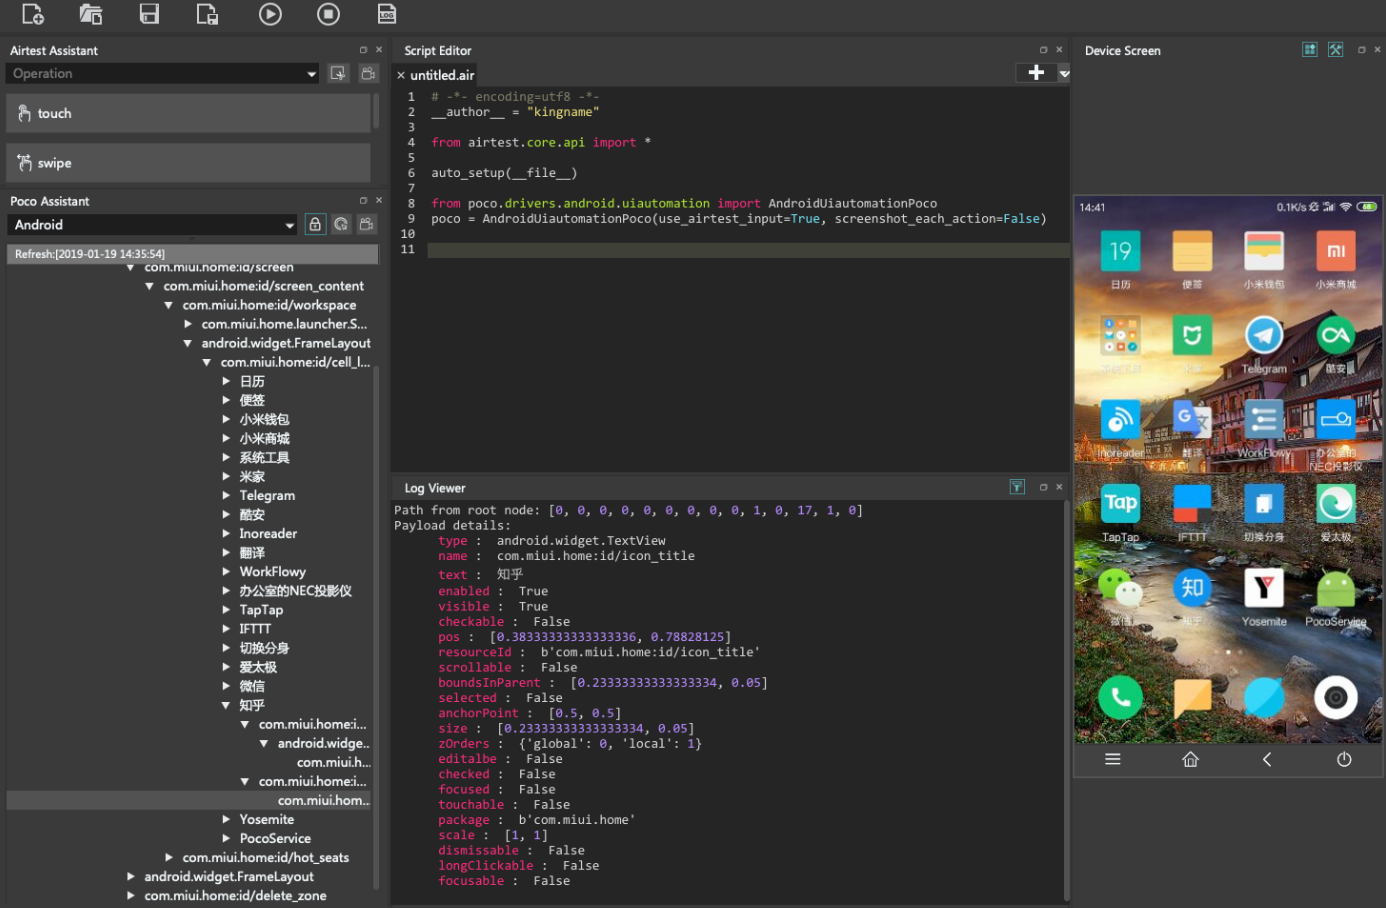 LOG
Airtest Assistant
Operation
touch
swipe
Poco Assistant
Android
Refresh:[2019-01-19 14:35:54]
com.miui.home:id/screen
com.miui.home:id/screen_content
com.miui.home:id/workspace
com.miui.home.launcher.S...
android.widget.FrameLayout
com.miui.home:id/cell_l...
日历
便签
小米钱包
小米商城
系统工具
米家
Telegram
酷安
Inoreader
翻译
WorkFlowy
办公室的NEC投影仪
TapTap
IFTTT
切换分身
爱太极
微信
知乎
com.miui.home:i...
android.widge...
com.miui.h...
com.miui.home:i...
com.miui.hom...
Yosemite
PocoService
com.miui.home:id/hot_seats
android.widget.FrameLayout
com.miui.home:id/delete_zone
Script Editor
untitled.air
1 # -*- encoding=utf8 -*-
2 __author__ = "kingname"
3
4 from airtest.core.api import *
5
6 auto_setup(__file__)
7
8 from poco.drivers.android.uiautomation import AndroidUiautomationPoco
9 poco = AndroidUiautomationPoco(use_airtest_input=True, screenshot_each_action=False)
10
11
Log Viewer
Path from root node: [0, 0, 0, 0, 0, 0, 0, 0, 0, 1, 0, 17, 1, 0]
Payload details:
type : android.widget.TextView
name : com.miui.home:id/icon_title
text : 知乎
enabled : True
visible : True
checkable : False
pos : [0.38333333333333336, 0.78828125]
resourceId : b'com.miui.home:id/icon_title'
scrollable : False
boundsInParent : [0.23333333333333334, 0.05]
selected : False
anchorPoint : [0.5, 0.5]
size : [0.23333333333333334, 0.05]
zOrders : {'global': 0, 'local': 1}
editalbe : False
checked : False
focused : False
touchable : False
package : b'com.miui.home'
scale : [1, 1]
dismissable : False
longClickable : False
focusable : False
Device Screen
14:41 0.1K/s 68
19 mi
日历 便签 小米钱包 小米商城
系统工具 米家 Telegram 酷安
G 文
Inoreader 翻译 WorkFlowy 办公室的
NEC投影仪
Tap
TapTap IFTTT 切换分身 爱太极
知 Y
微信 知乎 Yosemite PocoService